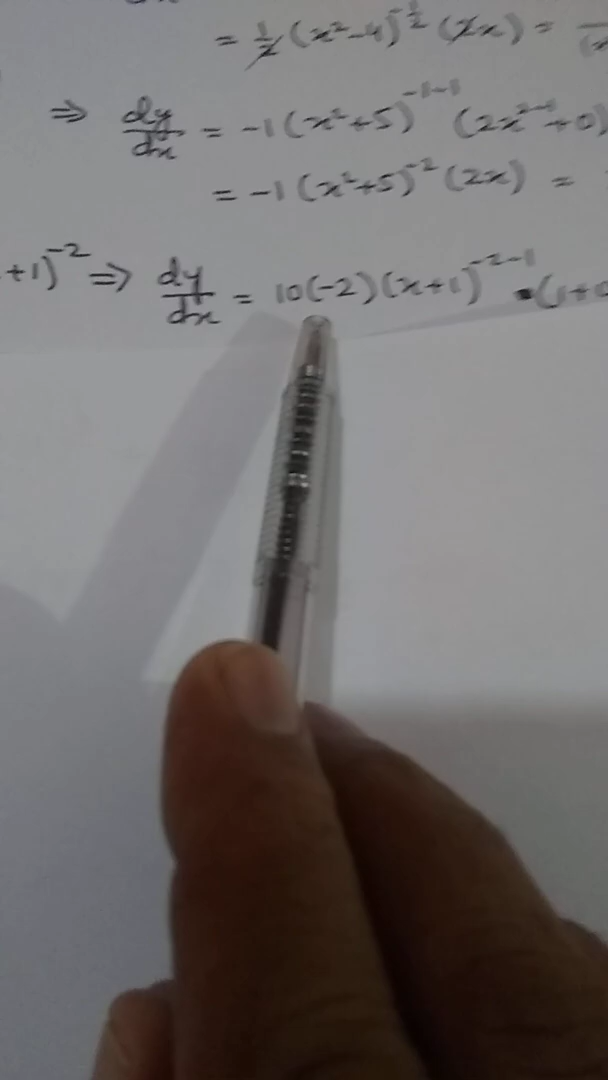 = 1/2 (x²-4)^-1/2 (2x) =
⇒ dy/dx = -1(x²+5)^-1-1 (2x^2-1+0)
= -1(x²+5)^-2 (2x) =
+1)^-2 ⇒ dy/dx = 10(-2)(x+1)^-2-1 · (1+0